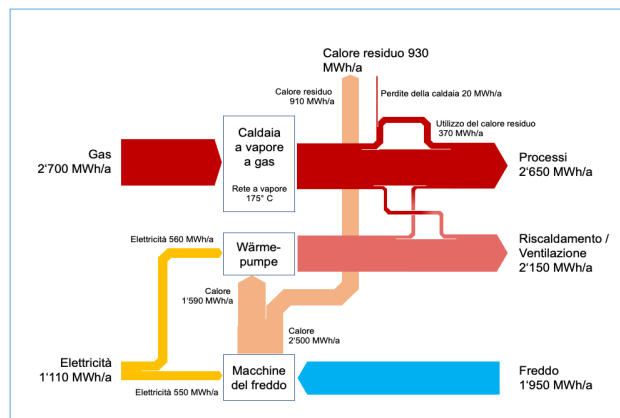 Calore residuo 930
MWh/a
Calore residuo
910 MWh/a
Perdite della caldaia 20 MWh/a
Utilizzo del calore residuo
370 MWh/a
Gas
2'700 MWh/a
Caldaia
a vapore
a gas
Rete a vapore
175° C
Processi
2'650 MWh/a
Elettricità 560 MWh/a
Wärme-
pumpe
Riscaldamento /
Ventilazione
2'150 MWh/a
Calore
1'590 MWh/a
Calore
2'500 MWh/a
Elettricità
1'110 MWh/a
Elettricità 550 MWh/a
Macchine
del freddo
Freddo
1'950 MWh/a